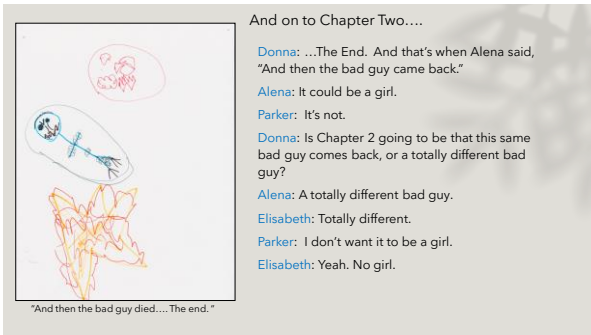 And on to Chapter Two….
Donna: …The End. And that's when Alena said,
"And then the bad guy came back."
Alena: It could be a girl.
Parker: It's not.
Donna: Is Chapter 2 going to be that this same
bad guy comes back, or a totally different bad
guy?
Alena: A totally different bad guy.
Elisabeth: Totally different.
Parker: I don't want it to be a girl.
Elisabeth: Yeah. No girl.
"And then the bad guy died…. The end. "